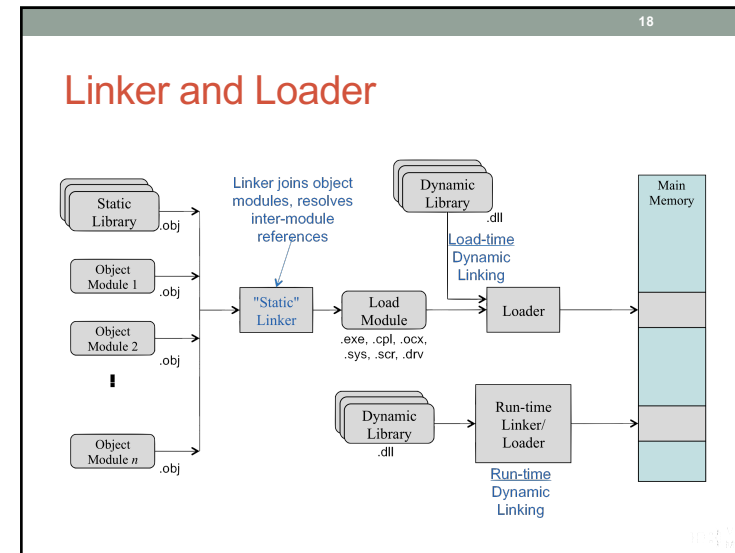 18
Linker and Loader
Linker joins object
modules, resolves
inter-module
references
Static
Library
.obj
Object
Module 1
.obj
Object
Module 2
.obj
Object
Module n
.obj
"Static"
Linker
Load
Module
.exe, .cpl, .ocx,
.sys, .scr, .drv
Dynamic
Library
.dll
Load-time
Dynamic
Linking
Loader
Main
Memory
Dynamic
Library
.dll
Run-time
Linker/
Loader
Run-time
Dynamic
Linking